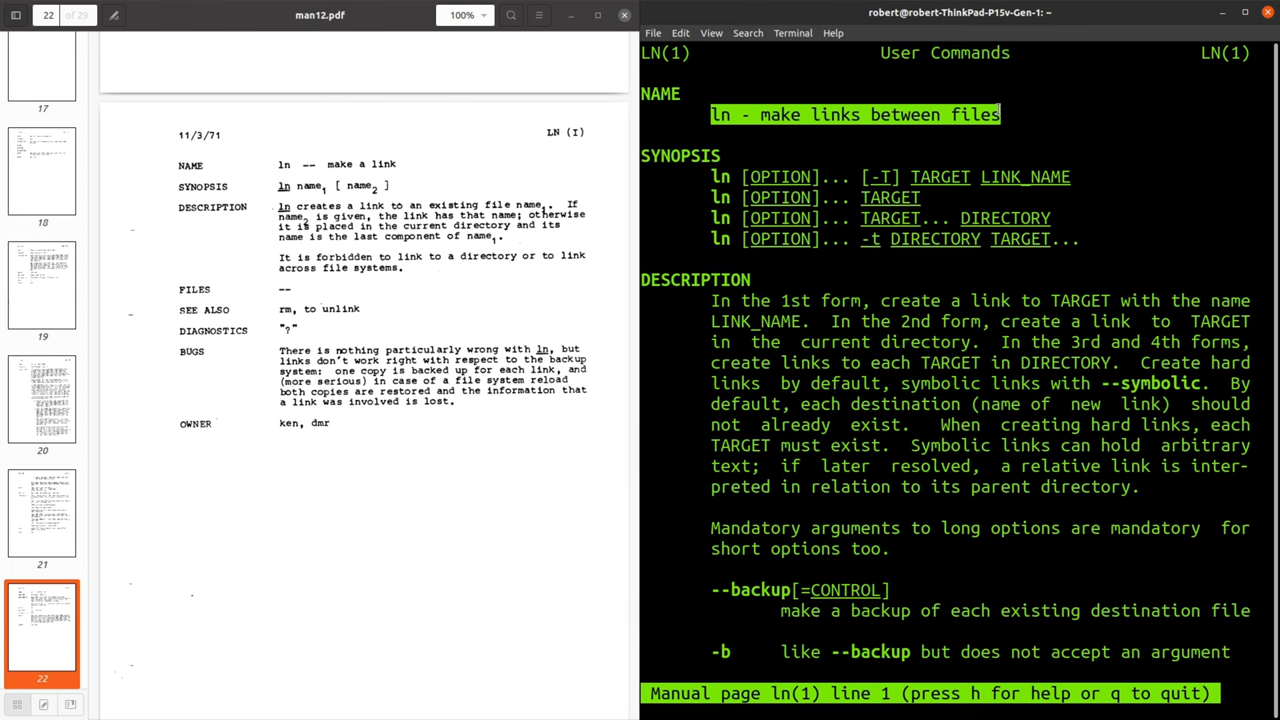 22 of 29
man12.pdf
100%
17
18
19
20
21
22
11/3/71
LN (I)
NAME ln -- make a link
SYNOPSIS ln name1 [ name2 ]
DESCRIPTION ln creates a link to an existing file name1. If
name2 is given, the link has that name; otherwise
it is placed in the current directory and its
name is the last component of name1.
It is forbidden to link to a directory or to link
across file systems.
FILES --
SEE ALSO rm, to unlink
DIAGNOSTICS "?"
BUGS There is nothing particularly wrong with ln, but
links don't work right with respect to the backup
system: one copy is backed up for each link, and
(more serious) in case of a file system reload
both copies are restored and the information that
a link was involved is lost.
OWNER ken, dmr
robert@robert-ThinkPad-P15v-Gen-1: ~
File Edit View Search Terminal Help
LN(1) User Commands LN(1)
NAME
ln - make links between files
SYNOPSIS
ln [OPTION]... [-T] TARGET LINK_NAME
ln [OPTION]... TARGET
ln [OPTION]... TARGET... DIRECTORY
ln [OPTION]... -t DIRECTORY TARGET...
DESCRIPTION
In the 1st form, create a link to TARGET with the name
LINK_NAME. In the 2nd form, create a link to TARGET
in the current directory. In the 3rd and 4th forms,
create links to each TARGET in DIRECTORY. Create hard
links by default, symbolic links with --symbolic. By
default, each destination (name of new link) should
not already exist. When creating hard links, each
TARGET must exist. Symbolic links can hold arbitrary
text; if later resolved, a relative link is inter-
preted in relation to its parent directory.
Mandatory arguments to long options are mandatory for
short options too.
--backup[=CONTROL]
make a backup of each existing destination file
-b like --backup but does not accept an argument
Manual page ln(1) line 1 (press h for help or q to quit)